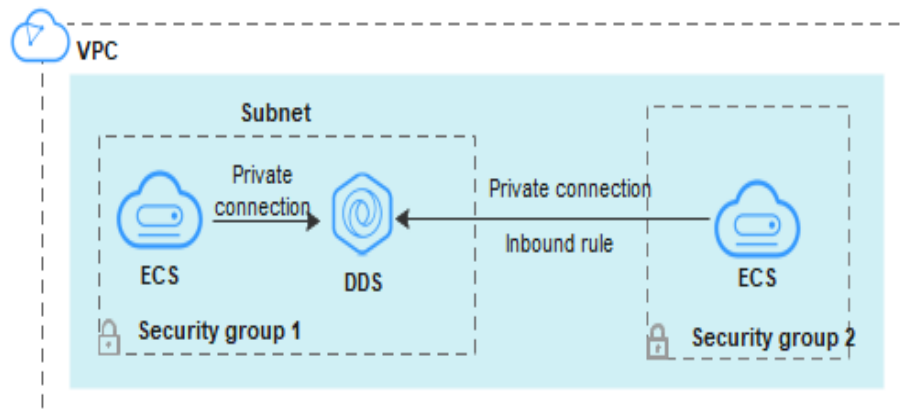 VPC
Subnet
Private
connection
Private connection
Inbound rule
ECS
DDS
ECS
Security group 1
Security group 2